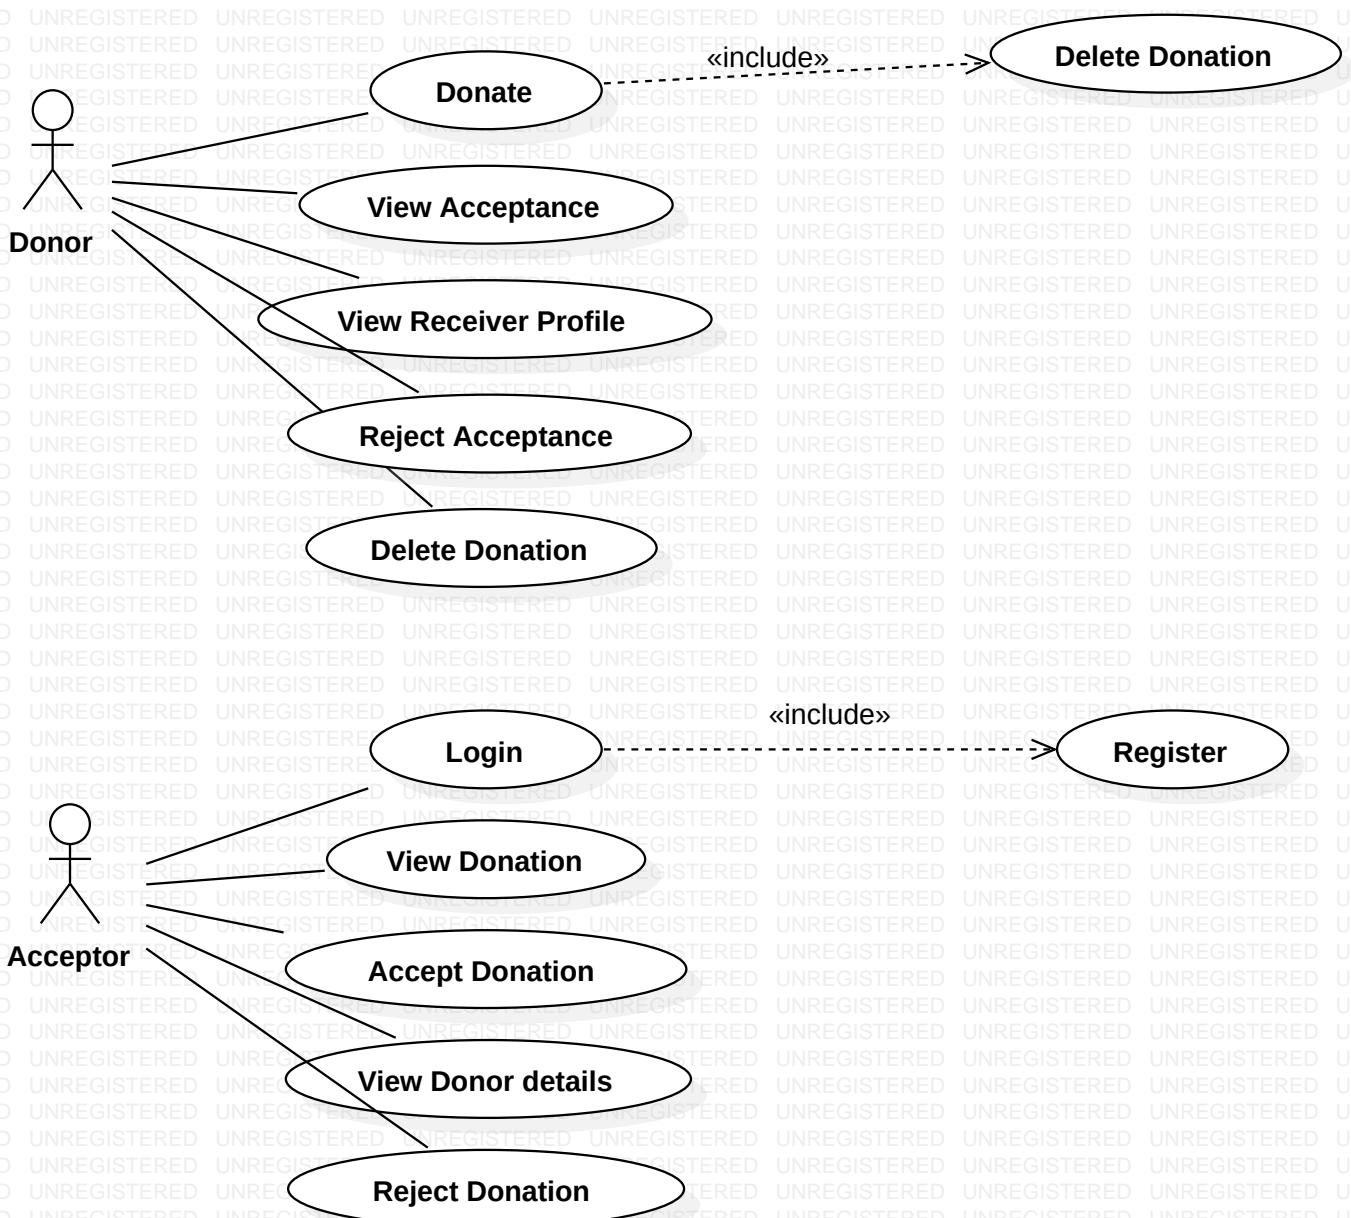 «include»
Delete Donation
Donate
View Acceptance
Donor
View Receiver Profile
Reject Acceptance
Delete Donation
«include»
Login
Register
View Donation
Acceptor
Accept Donation
View Donor details
Reject Donation
UNREGISTERED